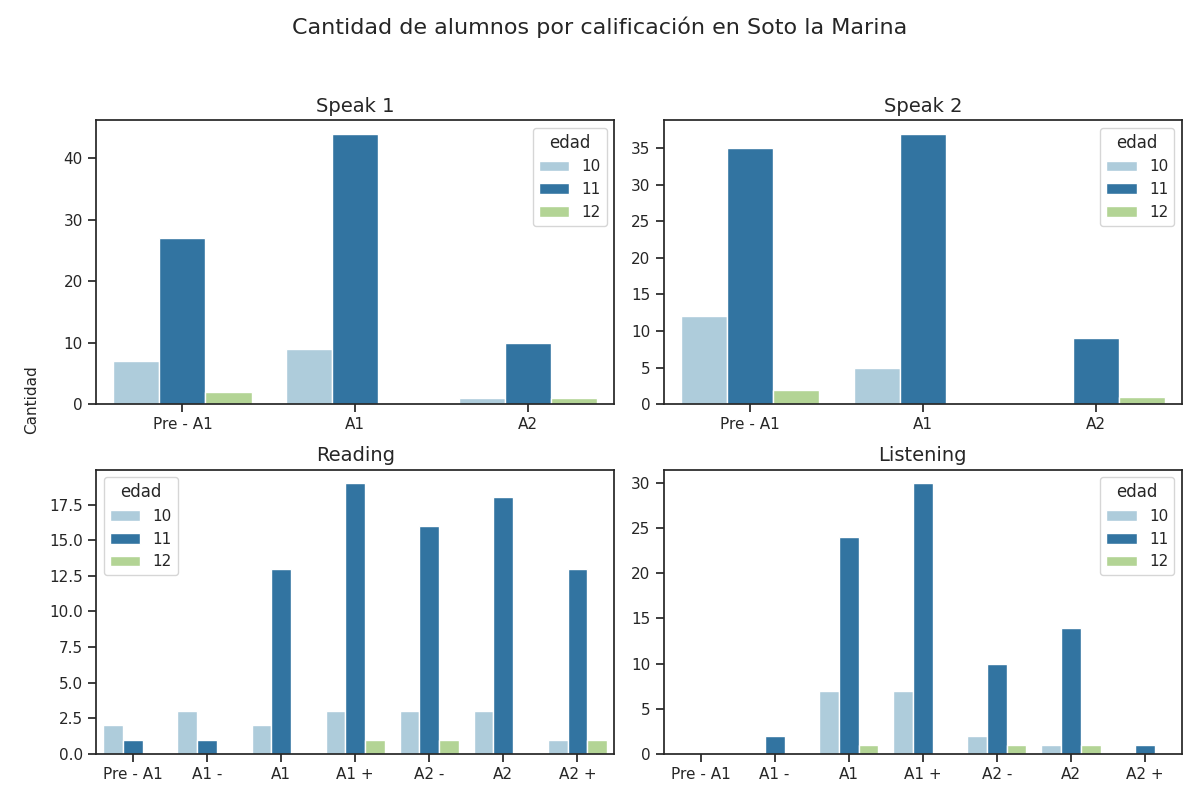 Cantidad de alumnos por calificación en Soto la Marina
Speak 1
edad
10
11
12
40
30
20
10
0
Pre - A1
A1
A2
Speak 2
edad
10
11
12
35
30
25
20
15
10
5
0
Pre - A1
A1
A2
Cantidad
Reading
edad
10
11
12
17.5
15.0
12.5
10.0
7.5
5.0
2.5
0.0
Pre - A1
A1 -
A1
A1 +
A2 -
A2
A2 +
Listening
edad
10
11
12
30
25
20
15
10
5
0
Pre - A1
A1 -
A1
A1 +
A2 -
A2
A2 +